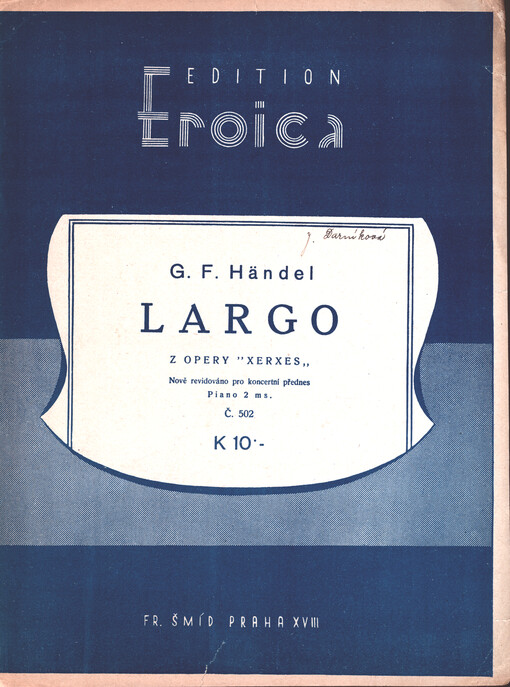 EDITION
Eroica
J. Darníková
G. F. Händel
LARGO
Z OPERY "XERXES„
Nově revidováno pro koncertní přednes
Piano 2 ms.
Č. 502
K 10·-
FR. ŠMÍD PRAHA XVIII